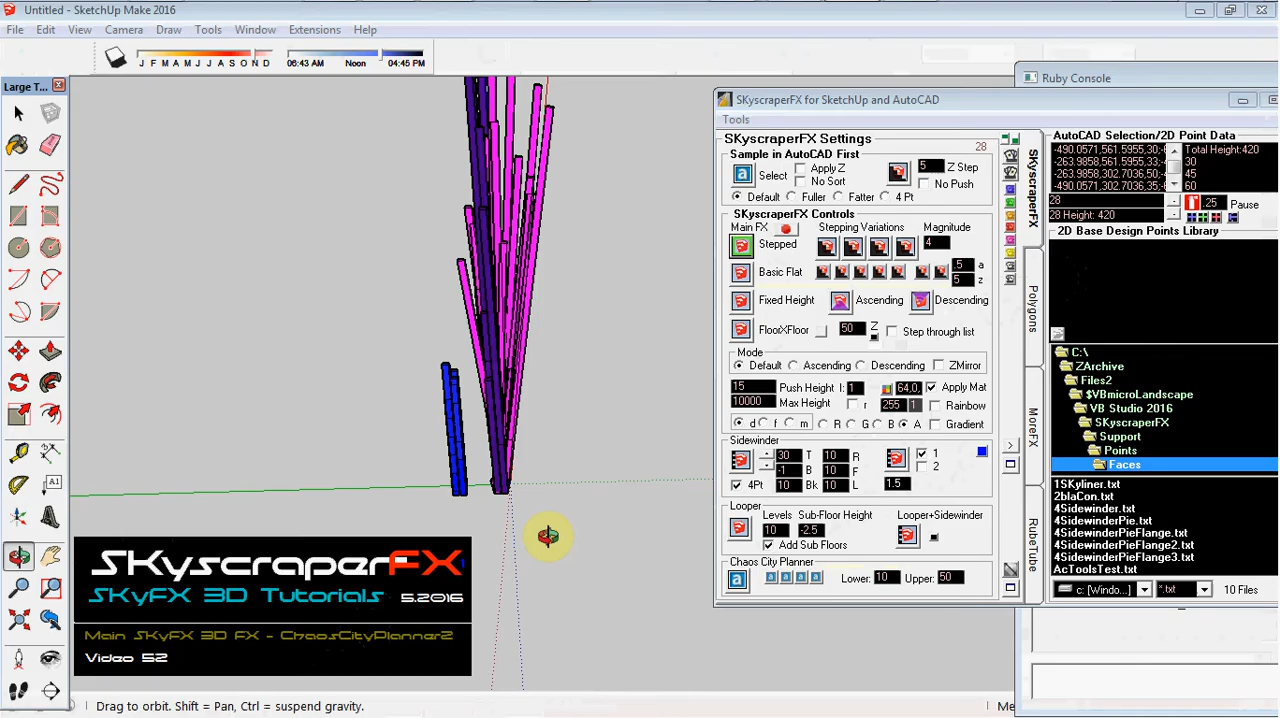 Untitled - SketchUp Make 2016
File Edit View Camera Draw Tools Window Extensions Help
J F M A M J J A S O N D 06:43 AM Noon 04:45 PM
Large T...
Ruby Console
SKyscraperFX for SketchUp and AutoCAD
Tools
SKyscraperFX Settings 28
Sample in AutoCAD First
Select Apply Z No Sort 5 Z Step No Push
Default Fuller Fatter 4 Pt
SKyscraperFX Controls
Main FX Stepping Variations Magnitude
Stepped 4
Basic Flat .5 a 5 z
Fixed Height Ascending Descending
FloorXFloor 50 Z Step through list
Mode
Default Ascending Descending ZMirror
15 Push Height I: 1 64,0, Apply Mat
10000 Max Height r 255 1 Rainbow
d f m R G B A Gradient
Sidewinder
30 T 10 R 1
-1 B 10 F 2
4Pt 10 Bk 10 L 1.5
Looper
Levels Sub-Floor Height Looper+Sidewinder
10 -2.5
Add Sub Floors
Chaos City Planner
Lower: 10 Upper: 50
SKyscraperFX
Polygons
MoreFX
RubeTube
AutoCAD Selection/2D Point Data
-490.0571,561.5955,30;-
-263.9858,561.5955,30;-
-263.9858,302.7036,35;-
-490.0571,302.7036,35;-
Total Height:420
30
45
60
28
28 Height: 420
.25 Pause
2D Base Design Points Library
C:\
ZArchive
Files2
$VBmicroLandscape
VB Studio 2016
SKyscraperFX
Support
Points
Faces
1SKyliner.txt
2blaCon.txt
4Sidewinder.txt
4SidewinderPie.txt
4SidewinderPieFlange.txt
4SidewinderPieFlange2.txt
4SidewinderPieFlange3.txt
AcToolsTest.txt
c: [Windo...] *.txt 10 Files
SKyscraperFX
SKyFX 3D Tutorials 5.2016
Main SKyFX 3D FX - ChaosCityPlanner2
Video 52
Drag to orbit. Shift = Pan, Ctrl = suspend gravity.
Me